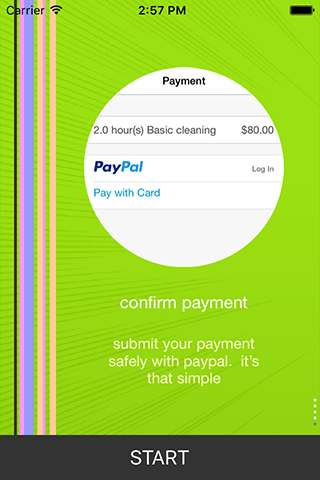 Carrier 2:57 PM
Payment
2.0 hour(s) Basic cleaning $80.00
PayPal Log In
Pay with Card
confirm payment
submit your payment
safely with paypal. it's
that simple
START